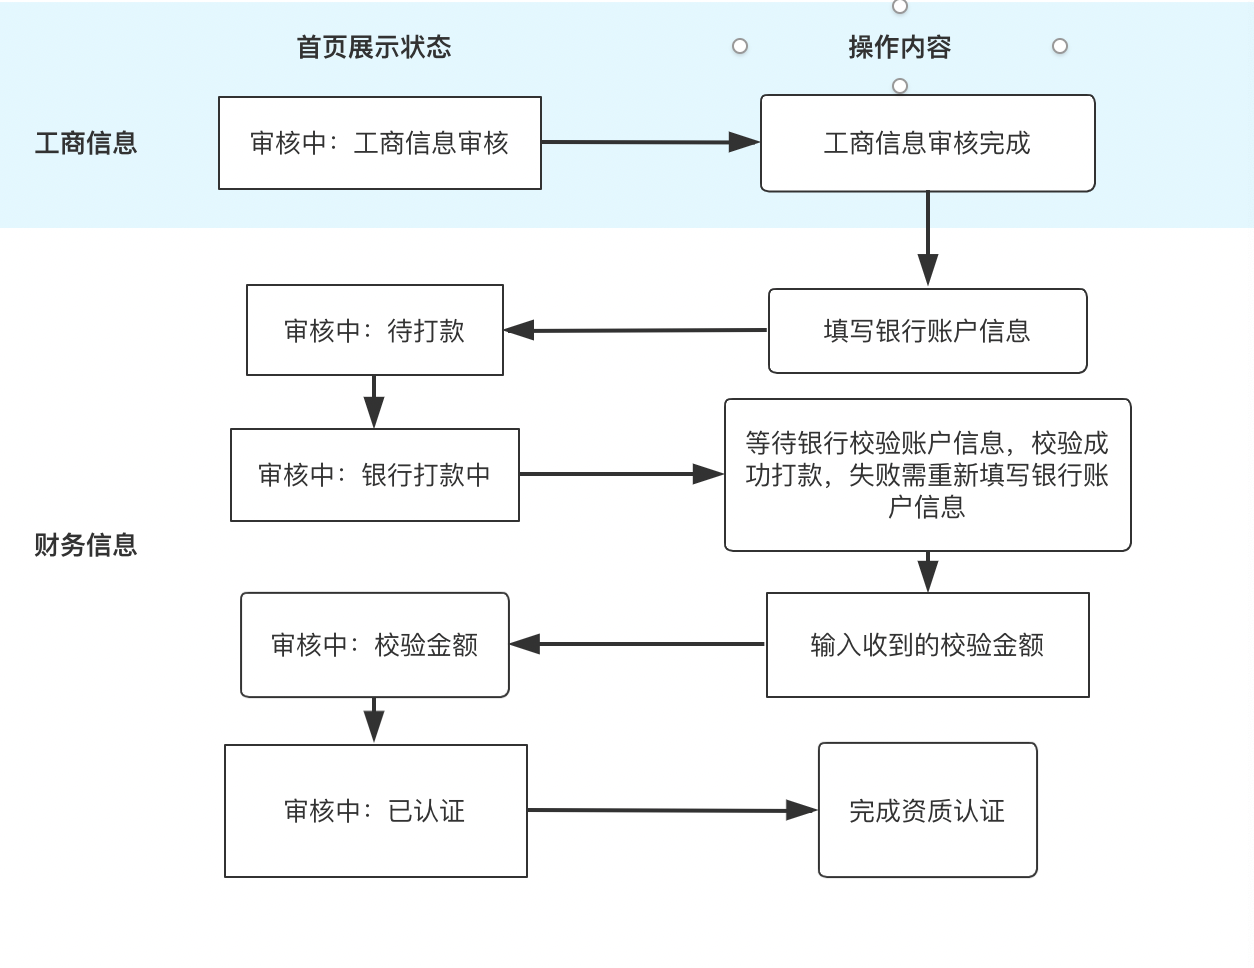 首页展示状态
操作内容
工商信息
审核中：工商信息审核
工商信息审核完成
审核中：待打款
填写银行账户信息
审核中：银行打款中
等待银行校验账户信息，校验成
功打款，失败需重新填写银行账
户信息
财务信息
审核中：校验金额
输入收到的校验金额
审核中：已认证
完成资质认证